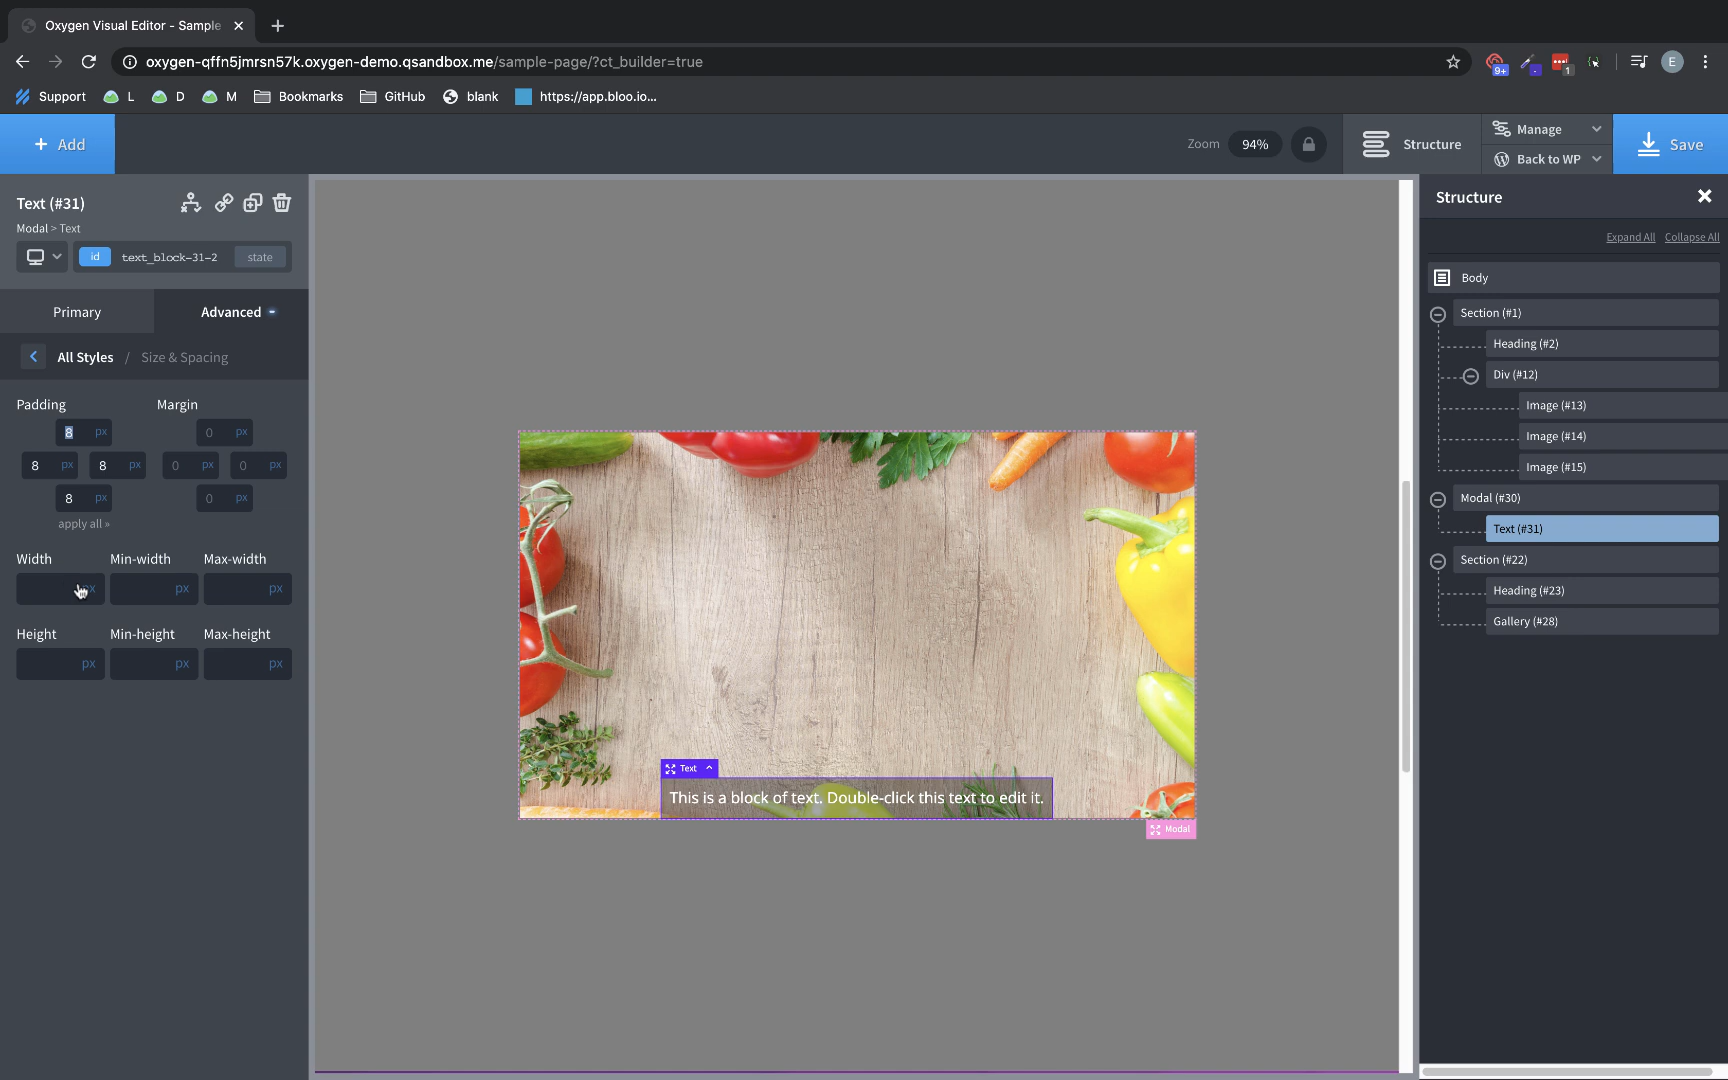 Oxygen Visual Editor - Sample
oxygen-qffn5jmrsn57k.oxygen-demo.qsandbox.me/sample-page/?ct_builder=true
9+
1
E
Support
L
D
M
Bookmarks
GitHub
blank
https://app.bloo.io...
+ Add
Zoom
94%
Structure
Manage
Back to WP
Save
Text (#31)
Modal > Text
id
text_block-31-2
state
Primary
Advanced
All Styles / Size & Spacing
Padding
Margin
8 px
0 px
8 px
8 px
0 px
0 px
8 px
0 px
apply all »
Width
Min-width
Max-width
px
px
px
Height
Min-height
Max-height
px
px
px
Text
This is a block of text. Double-click this text to edit it.
Modal
Structure
Expand All
Collapse All
Body
Section (#1)
Heading (#2)
Div (#12)
Image (#13)
Image (#14)
Image (#15)
Modal (#30)
Text (#31)
Section (#22)
Heading (#23)
Gallery (#28)